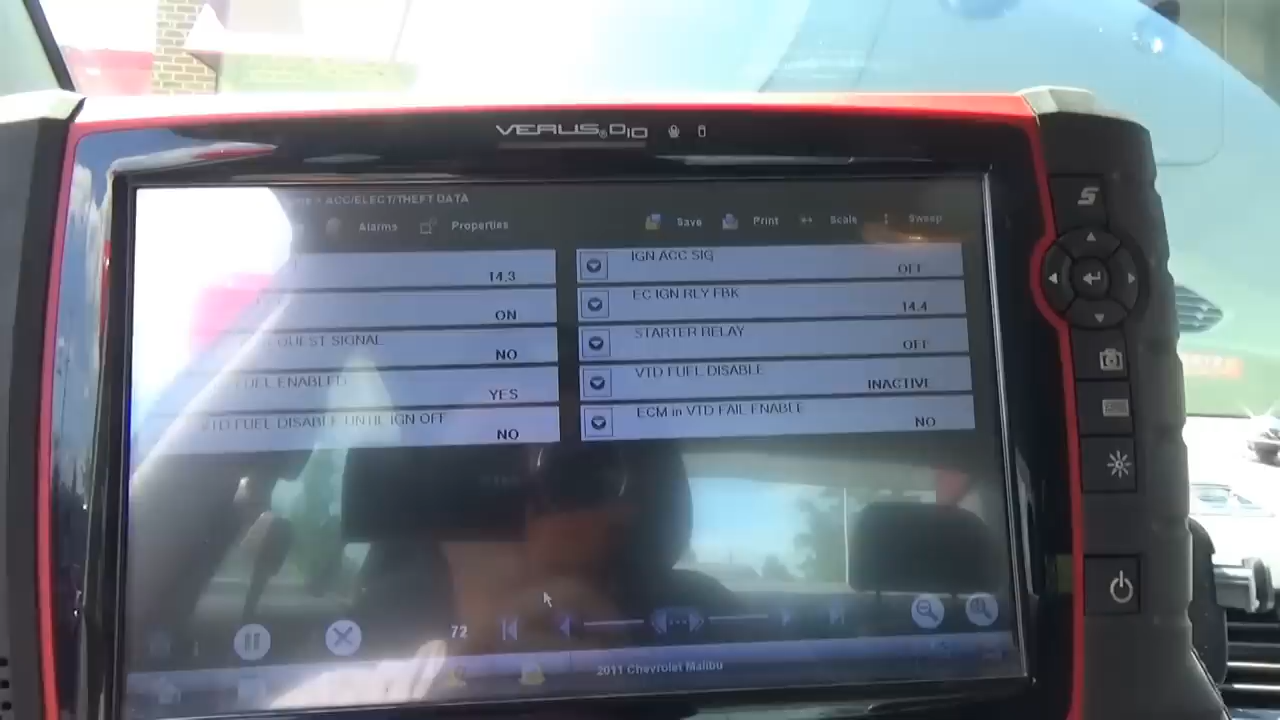 VERUS® D10
> ACC/ELECT/THEFT DATA
Alarms Properties Save Print Scale Sweep
14.3
IGN ACC SIG
OFF
ON
EC IGN RLY FBK
14.4
SIGNAL
NO
STARTER RELAY
OFF
FUEL ENABLED
YES
VTD FUEL DISABLE
INACTIVE
VTD FUEL DISABLE UNTIL IGN OFF
NO
ECM in VTD FAIL ENABLE
NO
72
2011 Chevrolet Malibu